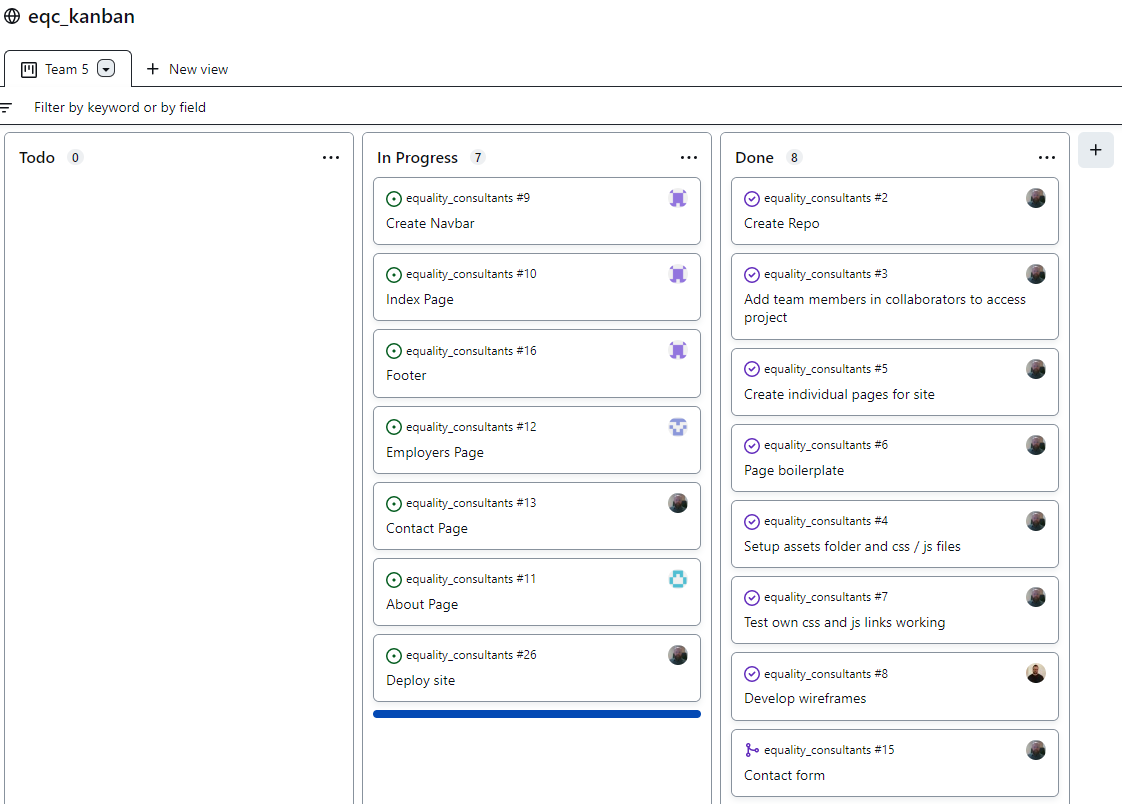 eqc_kanban
Team 5
New view
Filter by keyword or by field
Todo 0
In Progress 7
equality_consultants #9
Create Navbar
equality_consultants #10
Index Page
equality_consultants #16
Footer
equality_consultants #12
Employers Page
equality_consultants #13
Contact Page
equality_consultants #11
About Page
equality_consultants #26
Deploy site
Done 8
equality_consultants #2
Create Repo
equality_consultants #3
Add team members in collaborators to access
project
equality_consultants #5
Create individual pages for site
equality_consultants #6
Page boilerplate
equality_consultants #4
Setup assets folder and css / js files
equality_consultants #7
Test own css and js links working
equality_consultants #8
Develop wireframes
equality_consultants #15
Contact form